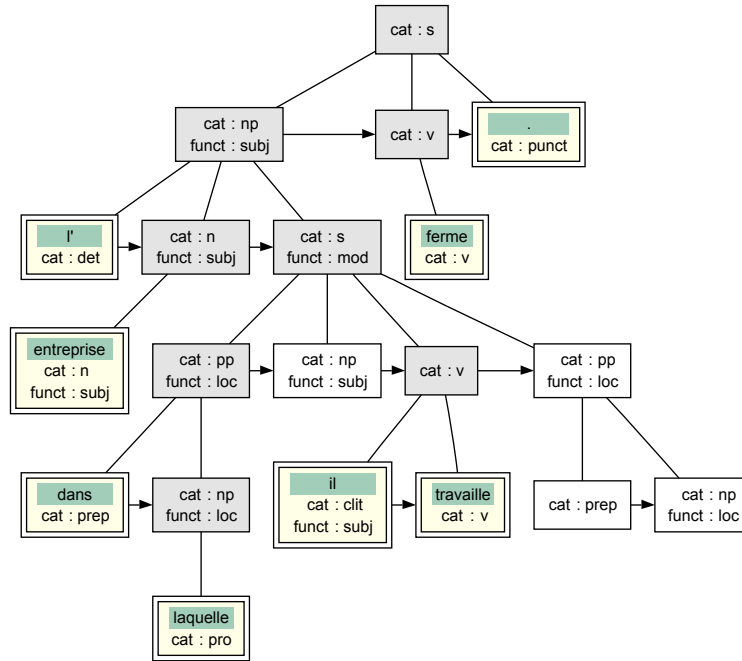 cat : s
cat : np
funct : subj
cat : v
.
cat : punct
l'
cat : det
cat : n
funct : subj
cat : s
funct : mod
ferme
cat : v
entreprise
cat : n
funct : subj
cat : pp
funct : loc
cat : np
funct : subj
cat : v
cat : pp
funct : loc
dans
cat : prep
cat : np
funct : loc
il
cat : clit
funct : subj
travaille
cat : v
cat : prep
cat : np
funct : loc
laquelle
cat : pro